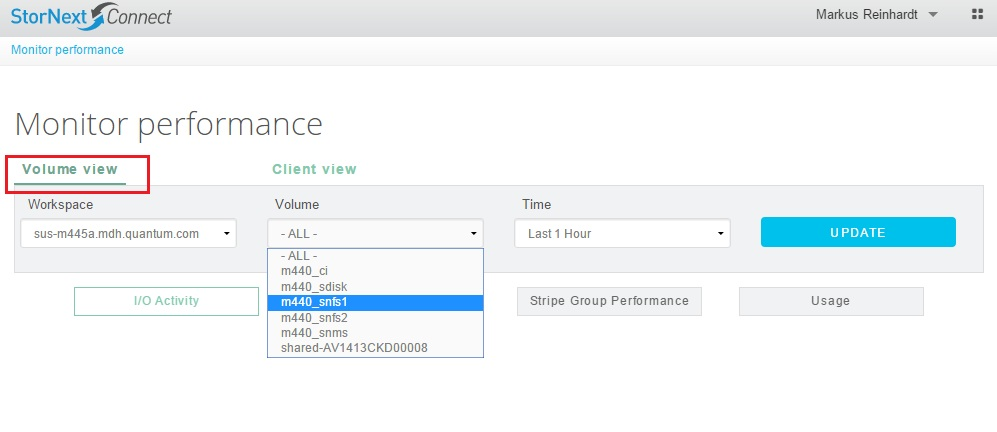 StorNext Connect
Markus Reinhardt
Monitor performance
Monitor performance
Volume view
Client view
Workspace
Volume
Time
sus-m445a.mdh.quantum.com
- ALL -
Last 1 Hour
UPDATE
- ALL -
m440_ci
m440_sdisk
m440_snfs1
m440_snfs2
m440_snms
shared-AV1413CKD00008
I/O Activity
Stripe Group Performance
Usage